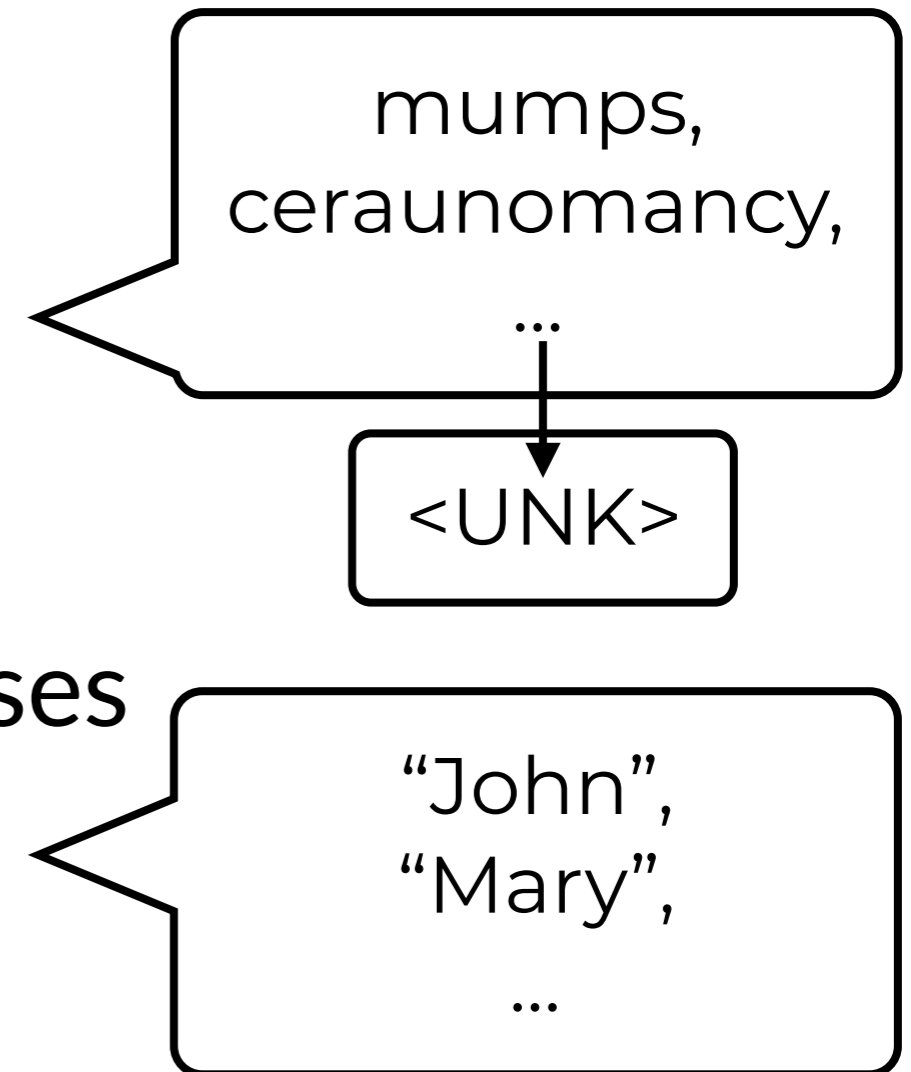 mumps,
ceraunomancy,
...
<UNK>
ses
“John”,
“Mary”,
...